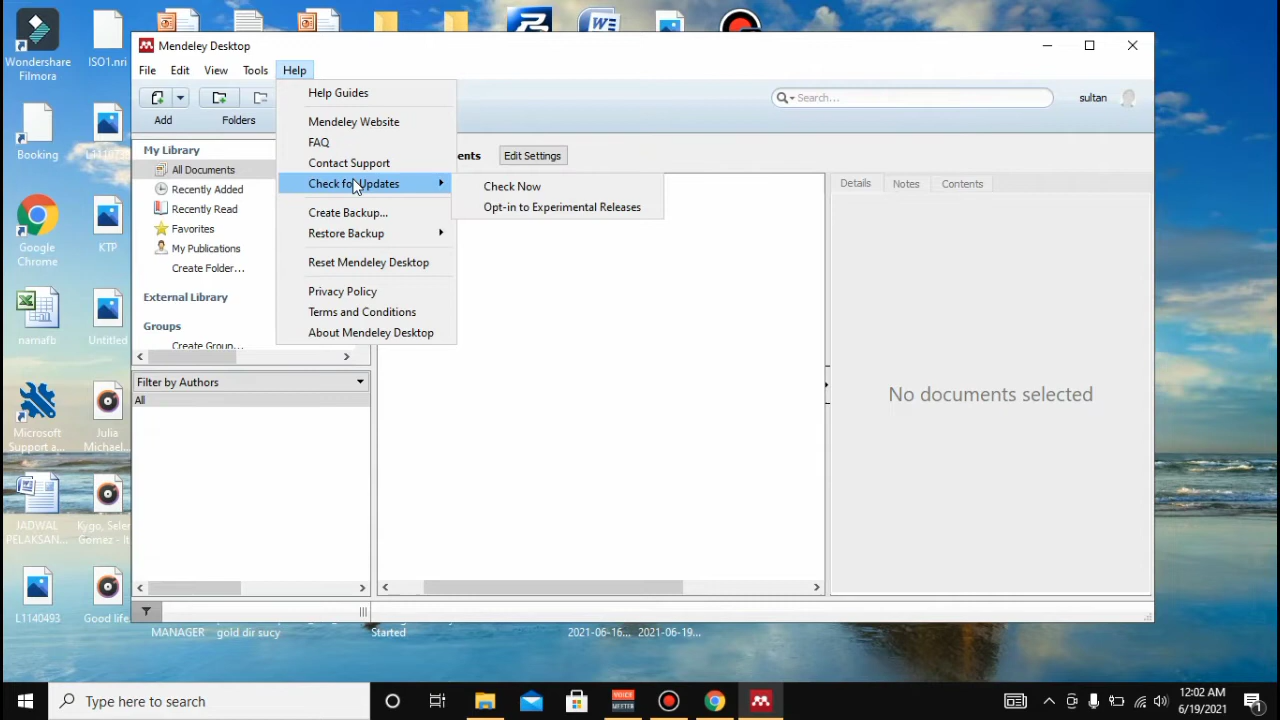 Mendeley Desktop
File Edit View Tools Help
Search...
sultan
Add Folders
Help Guides
Mendeley Website
FAQ
Contact Support
Check for Updates
Create Backup...
Restore Backup
Reset Mendeley Desktop
Privacy Policy
Terms and Conditions
About Mendeley Desktop
Check Now
Opt-in to Experimental Releases
ents Edit Settings
My Library
All Documents
Recently Added
Recently Read
Favorites
My Publications
Create Folder...
External Library
Groups
Create Group...
Filter by Authors
All
Details Notes Contents
No documents selected
Wondershare
Filmora
ISO1.nri
Booking
Google
Chrome
KTP
narnafb
Untitled
Microsoft
Support a...
Julia
Michael...
JADWAL
PELAKSAN...
Kygo, Selen
Gomez - It
L1140493
Good life
MANAGER
gold dir sucy
Started
2021-06-16...
2021-06-19...
Type here to search
VOICE
MEETER
12:02 AM
6/19/2021
1